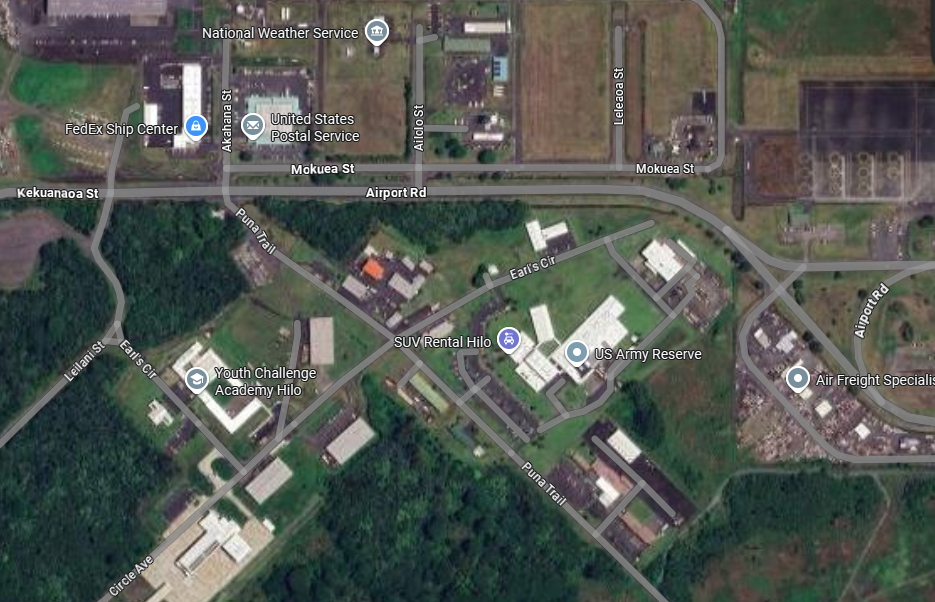 National Weather Service
Akahana St
Ailolo St
Leleaoa St
FedEx Ship Center
United States
Postal Service
Mokuea St
Mokuea St
Kekuanaoa St
Airport Rd
Puna Trail
Earl's Cir
Airport Rd
SUV Rental Hilo
US Army Reserve
Leilani St
Earl's Cir
Youth Challenge
Academy Hilo
Air Freight Specialis
Puna Trail
Circle Ave